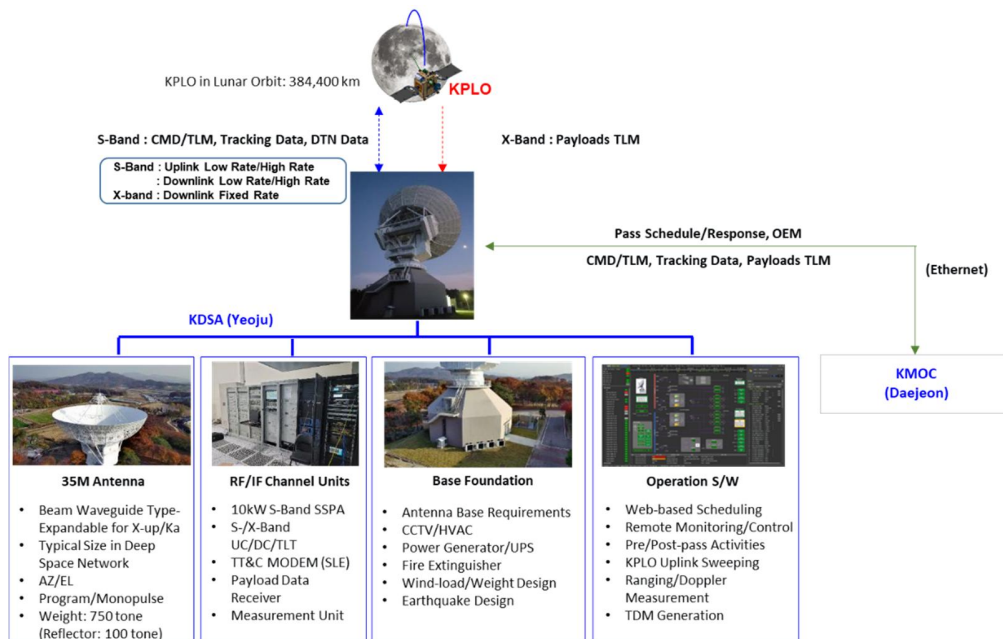 KPLO in Lunar Orbit: 384,400 km
KPLO
S-Band : CMD/TLM, Tracking Data, DTN Data
X-Band : Payloads TLM
S-Band : Uplink Low Rate/High Rate
: Downlink Low Rate/High Rate
X-band : Downlink Fixed Rate
Pass Schedule/Response, OEM
CMD/TLM, Tracking Data, Payloads TLM
(Ethernet)
KDSA (Yeoju)
KMOC
(Daejeon)
35M Antenna
• Beam Waveguide Type-
Expandable for X-up/Ka
• Typical Size in Deep
Space Network
• AZ/EL
• Program/Monopulse
• Weight: 750 tone
(Reflector: 100 tone)
RF/IF Channel Units
• 10kW S-Band SSPA
• S-/X-Band
UC/DC/TLT
• TT&C MODEM (SLE)
• Payload Data
Receiver
• Measurement Unit
Base Foundation
• Antenna Base Requirements
• CCTV/HVAC
• Power Generator/UPS
• Fire Extinguisher
• Wind-load/Weight Design
• Earthquake Design
Operation S/W
• Web-based Scheduling
• Remote Monitoring/Control
• Pre/Post-pass Activities
• KPLO Uplink Sweeping
• Ranging/Doppler
Measurement
• TDM Generation